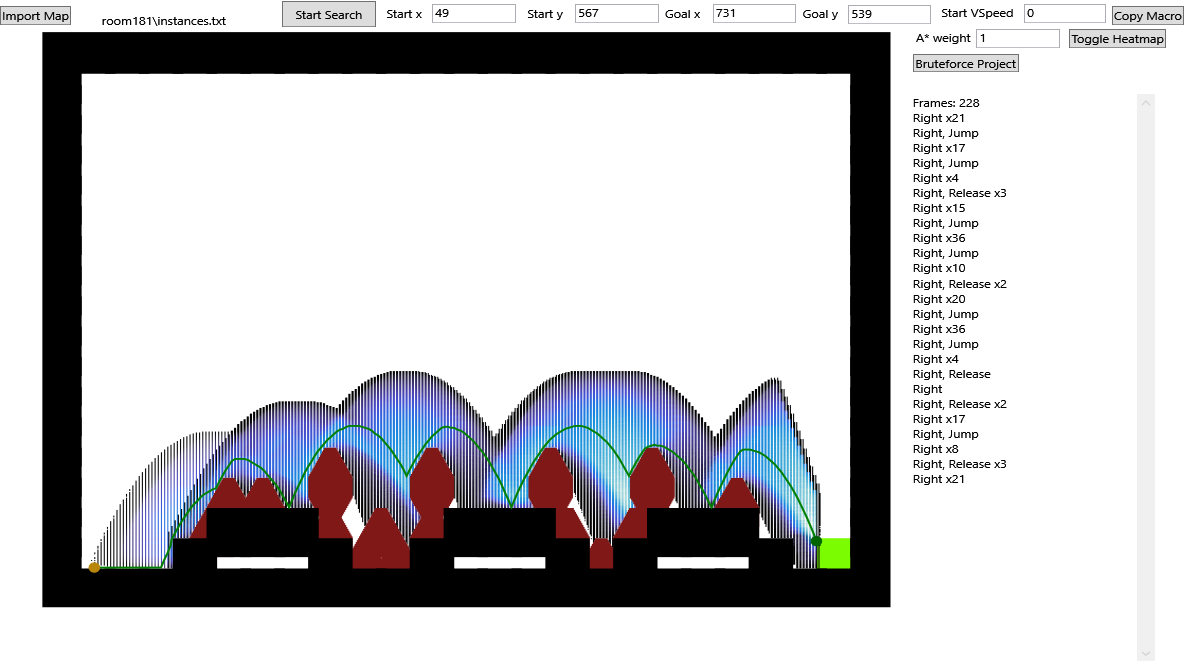 Import Map
room181\instances.txt
Start Search
Start x 49
Start y 567
Goal x 731
Goal y 539
Start VSpeed 0
Copy Macro
A* weight 1
Toggle Heatmap
Bruteforce Project
Frames: 228
Right x21
Right, Jump
Right x17
Right, Jump
Right x4
Right, Release x3
Right x15
Right, Jump
Right x36
Right, Jump
Right x10
Right, Release x2
Right x20
Right, Jump
Right x36
Right, Jump
Right x4
Right, Release
Right
Right, Release x2
Right x17
Right, Jump
Right x8
Right, Release x3
Right x21